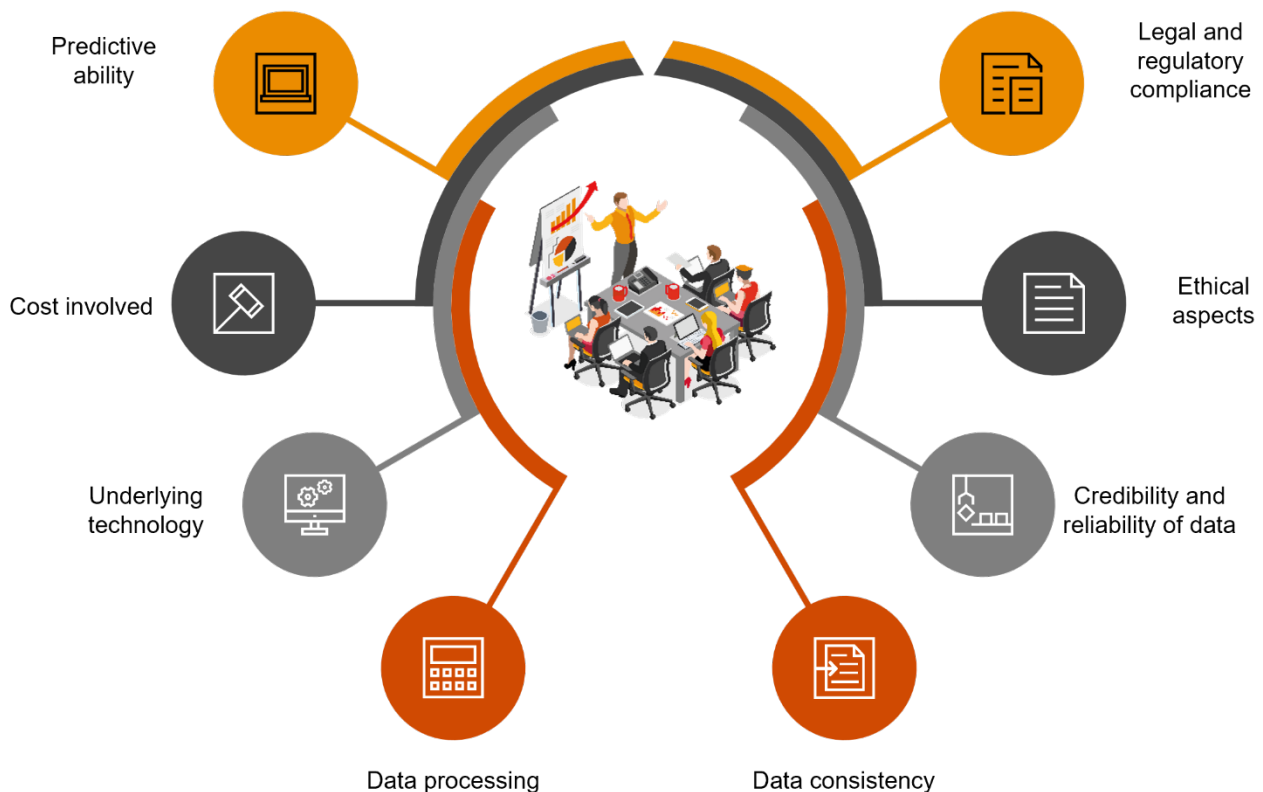 Predictive
ability
Legal and
regulatory
compliance
Cost involved
Ethical
aspects
Underlying
technology
Credibility and
reliability of data
Data processing
Data consistency